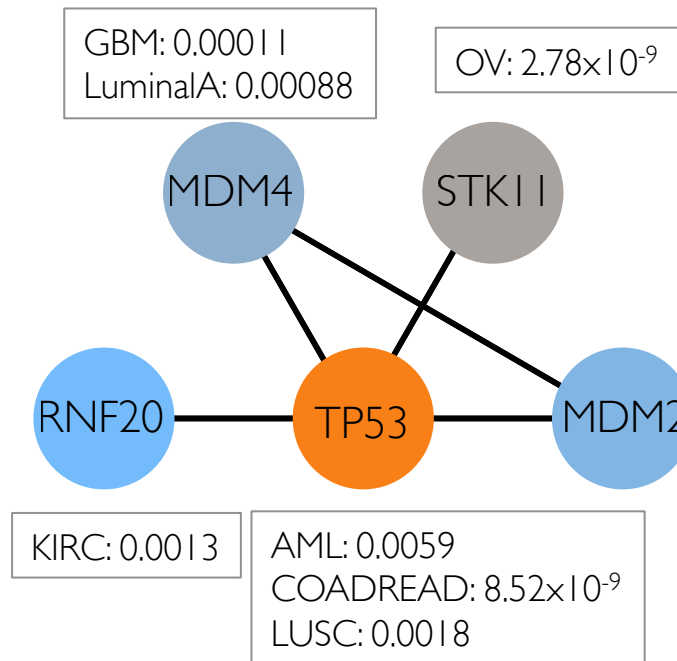 GBM: 0.00011
LuminalA: 0.00088
OV: 2.78x10⁻⁹
MDM4
STK11
RNF20
TP53
MDM2
KIRC: 0.0013
AML: 0.0059
COADREAD: 8.52x10⁻⁹
LUSC: 0.0018